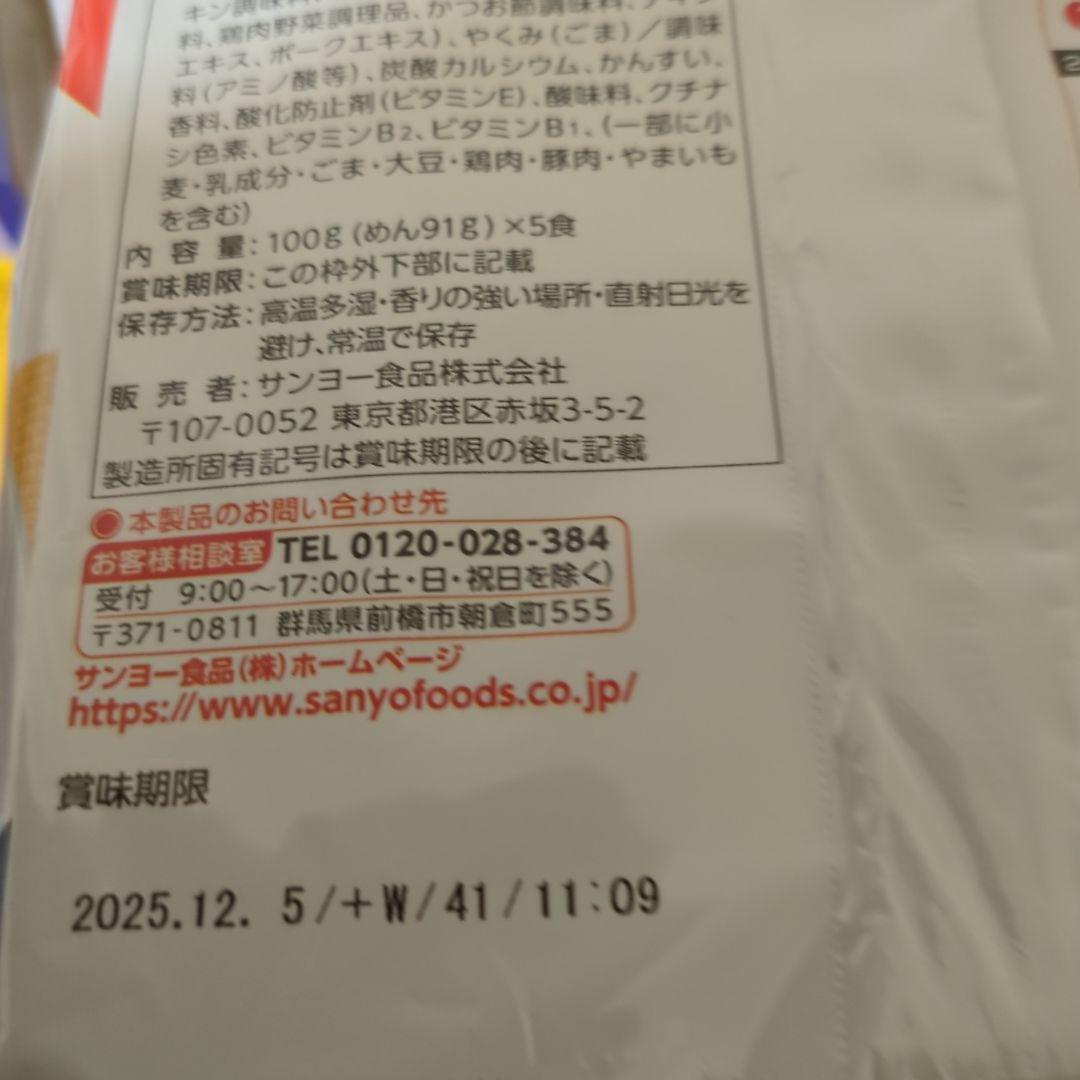 キン調味料、
料、鶏肉野菜調理品、かつお節調味料、チキン
エキス、ポークエキス)、やくみ(ごま)/調味
料(アミノ酸等)、炭酸カルシウム、かんすい、
香料、酸化防止剤(ビタミンE)、酸味料、クチナ
シ色素、ビタミンB2、ビタミンB1、(一部に小
麦・乳成分・ごま・大豆・鶏肉・豚肉・やまいも
を含む)
内容量:100g(めん91g)×5食
賞味期限:この枠外下部に記載
保存方法:高温多湿・香りの強い場所・直射日光を
避け、常温で保存
販売者:サンヨー食品株式会社
〒107-0052 東京都港区赤坂3-5-2
製造所固有記号は賞味期限の後に記載
◉本製品のお問い合わせ先
お客様相談室 TEL 0120-028-384
受付 9:00〜17:00(土・日・祝日を除く)
〒371-0811 群馬県前橋市朝倉町555
サンヨー食品(株)ホームページ
https://www.sanyofoods.co.jp/
賞味期限
2025.12. 5/+W/41/11:09